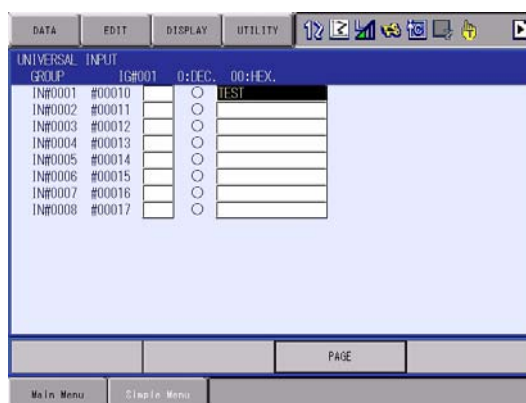 DATA EDIT DISPLAY UTILITY
UNIVERSAL INPUT
GROUP IG#001 0:DEC. 00:HEX.
IN#0001 #00010 TEST
IN#0002 #00011
IN#0003 #00012
IN#0004 #00013
IN#0005 #00014
IN#0006 #00015
IN#0007 #00016
IN#0008 #00017
PAGE
Main Menu Simple Menu